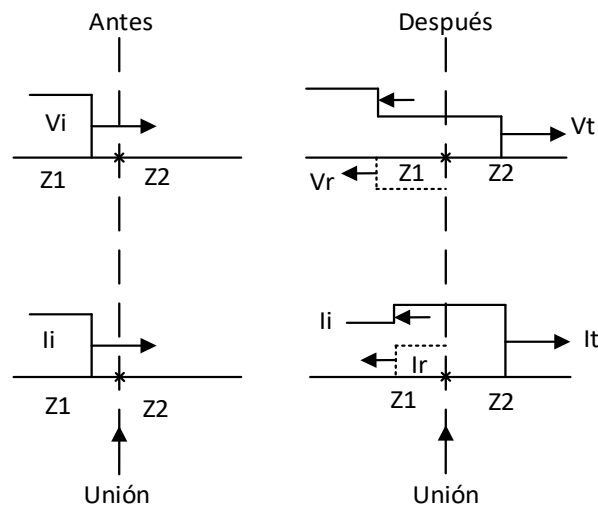 Antes
Después
Vi
Vt
Z1
Z2
Vr
Z1
Z2
Ii
Ii
It
Ir
Z1
Z2
Z1
Z2
Unión
Unión